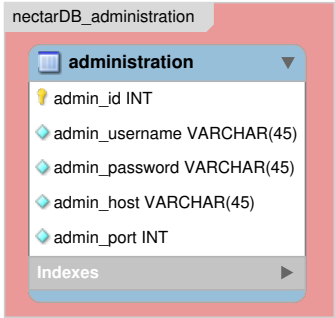 nectarDB_administration
administration
admin_id INT
admin_username VARCHAR(45)
admin_password VARCHAR(45)
admin_host VARCHAR(45)
admin_port INT
Indexes